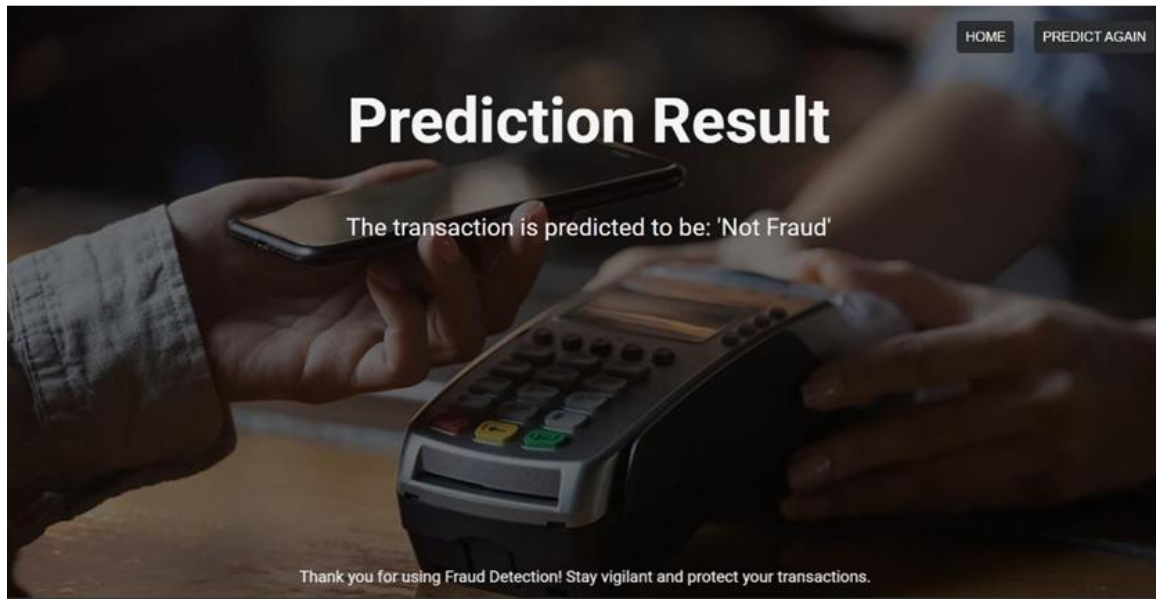 HOME
PREDICT AGAIN
Prediction Result
The transaction is predicted to be: 'Not Fraud'
Thank you for using Fraud Detection! Stay vigilant and protect your transactions.